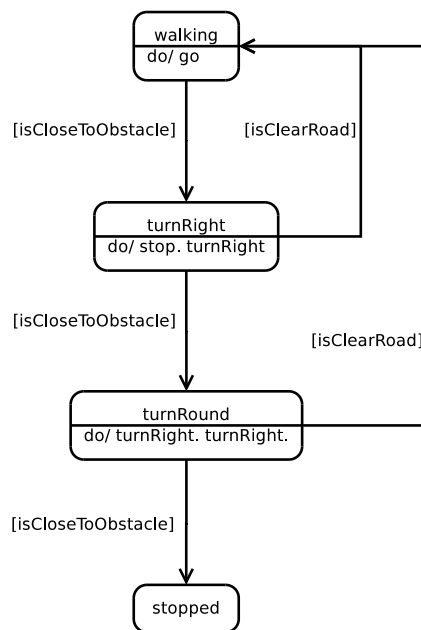 walking
do/ go
[isCloseToObstacle]
[isClearRoad]
turnRight
do/ stop. turnRight
[isCloseToObstacle]
[isClearRoad]
turnRound
do/ turnRight. turnRight.
[isCloseToObstacle]
stopped